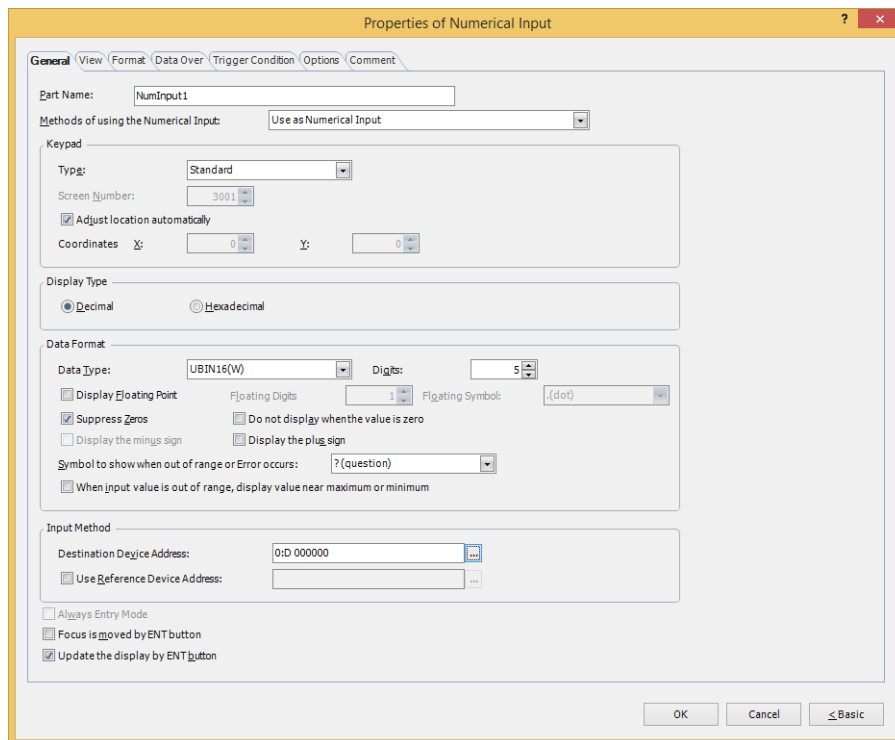 Properties of Numerical Input ? ×
General View Format Data Over Trigger Condition Options Comment
Part Name: NumInput1
Methods of using the Numerical Input: Use as Numerical Input
Keypad
Type: Standard
Screen Number: 3001
Adjust location automatically
Coordinates X: 0 Y: 0
Display Type
Decimal Hexadecimal
Data Format
Data Type: UBIN16(W) Digits: 5
Display Floating Point Floating Digits 1 Floating Symbol: .(dot)
Suppress Zeros Do not display when the value is zero
Display the minus sign Display the plus sign
Symbol to show when out of range or Error occurs: ?(question)
When input value is out of range, display value near maximum or minimum
Input Method
Destination Device Address: 0:D 000000 ...
Use Reference Device Address: ...
Always Entry Mode
Focus is moved by ENT button
Update the display by ENT button
OK Cancel < Basic